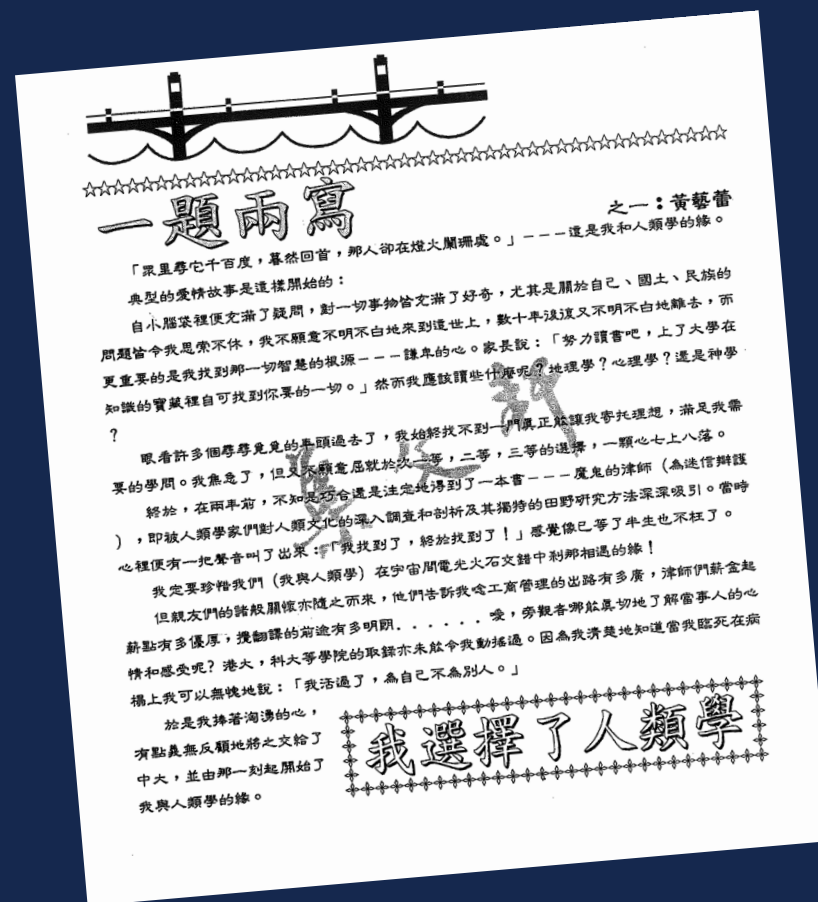 一題兩寫
之一：黃藝蕾
「眾里尋它千百度，驀然回首，那人卻在燈火闌珊處。」－－－這是我和人類學的緣。
典型的愛情故事是這樣開始的：
自小腦袋裡便充滿了疑問，對一切事物皆充滿了好奇，尤其是關於自己、國土、民族的
問題皆令我思索不休，我不願意不明不白地來到這世上，數十年後復又不明不白地離去，而
更重要的是我找到那一切智慧的根源－－－謙卑的心。家長說：「努力讀書吧，上了大學在
知識的寶藏裡自可找到你要的一切。」然而我應該讀些什麼呢？地理學？心理學？還是神學
？
眼看許多個尋尋覓覓的年頭過去了，我始終找不到一門真正能讓我寄托理想，滿足我需
要的學問。我焦急了，但又不願意屈就於次一等，二等，三等的選擇，一顆心七上八落。
終於，在兩年前，不知是巧合還是注定地得到了一本書－－－魔鬼的律師（為迷信辯護
），即被人類學家們對人類文化的深入調查和剖析及其獨特的田野研究方法深深吸引。當時
心裡便有一把聲音叫了出來：「我找到了，終於找到了！」感覺像已等了半生也不枉了。
我定要珍惜我們（我與人類學）在宇宙間電光火石交錯中剎那相遇的緣！
但親友們的諸般關懷亦隨之而來，他們告訴我唸工商管理的出路有多廣，律師們薪金起
薪點有多優厚，攪翻譯的前途有多明朗．．．．．．噯，旁觀者哪能真切地了解當事人的心
情和感受呢？港大，科大等學院的取錄亦未能令我動搖過。因為我清楚地知道當我臨死在病
榻上我可以無愧地說：「我活過了，為自己不為別人。」
於是我捧著洶湧的心，
有點義無反顧地將之交給了
中大，並由那一刻起開始了
我與人類學的緣。
我選擇了人類學